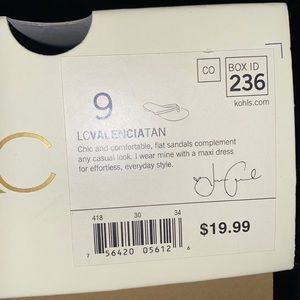 C
CO
BOX ID
236
kohls.com
9
LCVALENCIATAN
Chic and comfortable, flat sandals complement
any casual look. I wear mine with a maxi dress
for effortless, everyday style.
418 30 34
7 56420 05612 6
$19.99